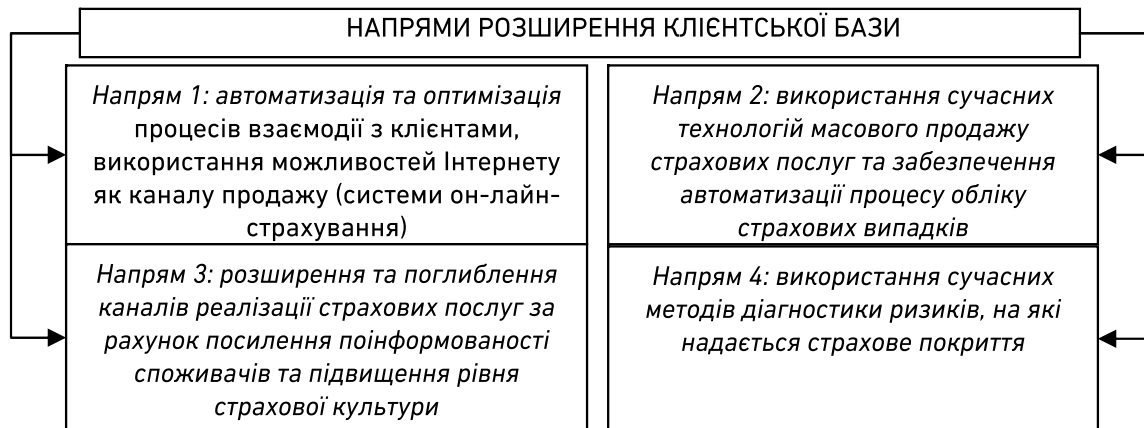 НАПРЯМИ РОЗШИРЕННЯ КЛІЄНТСЬКОЇ БАЗИ
Напрям 1: автоматизація та оптимізація
процесів взаємодії з клієнтами,
використання можливостей Інтернету
як каналу продажу (системи он-лайн-
страхування)
Напрям 2: використання сучасних
технологій масового продажу
страхових послуг та забезпечення
автоматизації процесу обліку
страхових випадків
Напрям 3: розширення та поглиблення
каналів реалізації страхових послуг за
рахунок посилення поінформованості
споживачів та підвищення рівня
страхової культури
Напрям 4: використання сучасних
методів діагностики ризиків, на які
надається страхове покриття